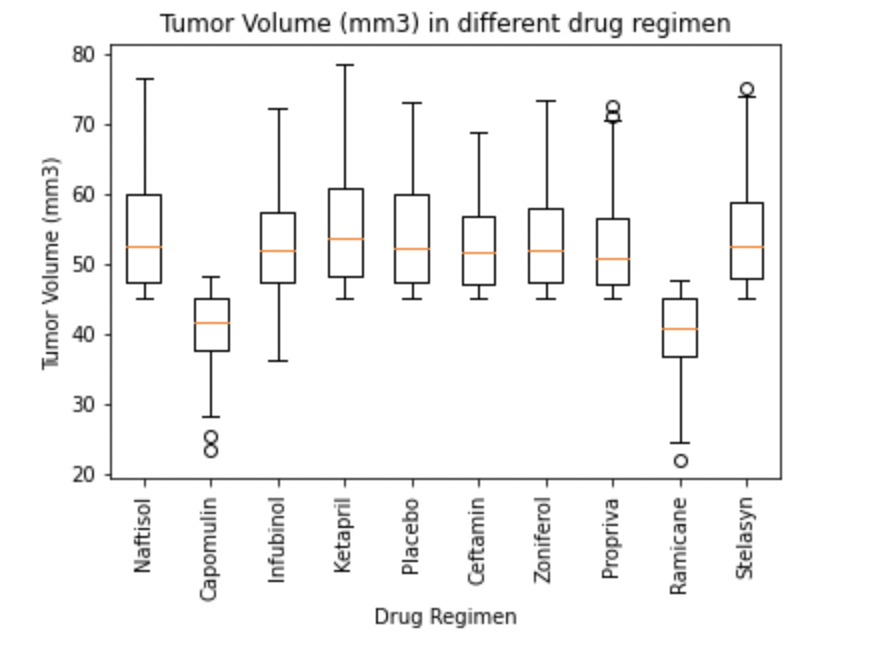 Tumor Volume (mm3) in different drug regimen
Tumor Volume (mm3)
80
70
60
50
40
30
20
Naftisol
Capomulin
Infubinol
Ketapril
Placebo
Ceftamin
Zoniferol
Propriva
Ramicane
Stelasyn
Drug Regimen